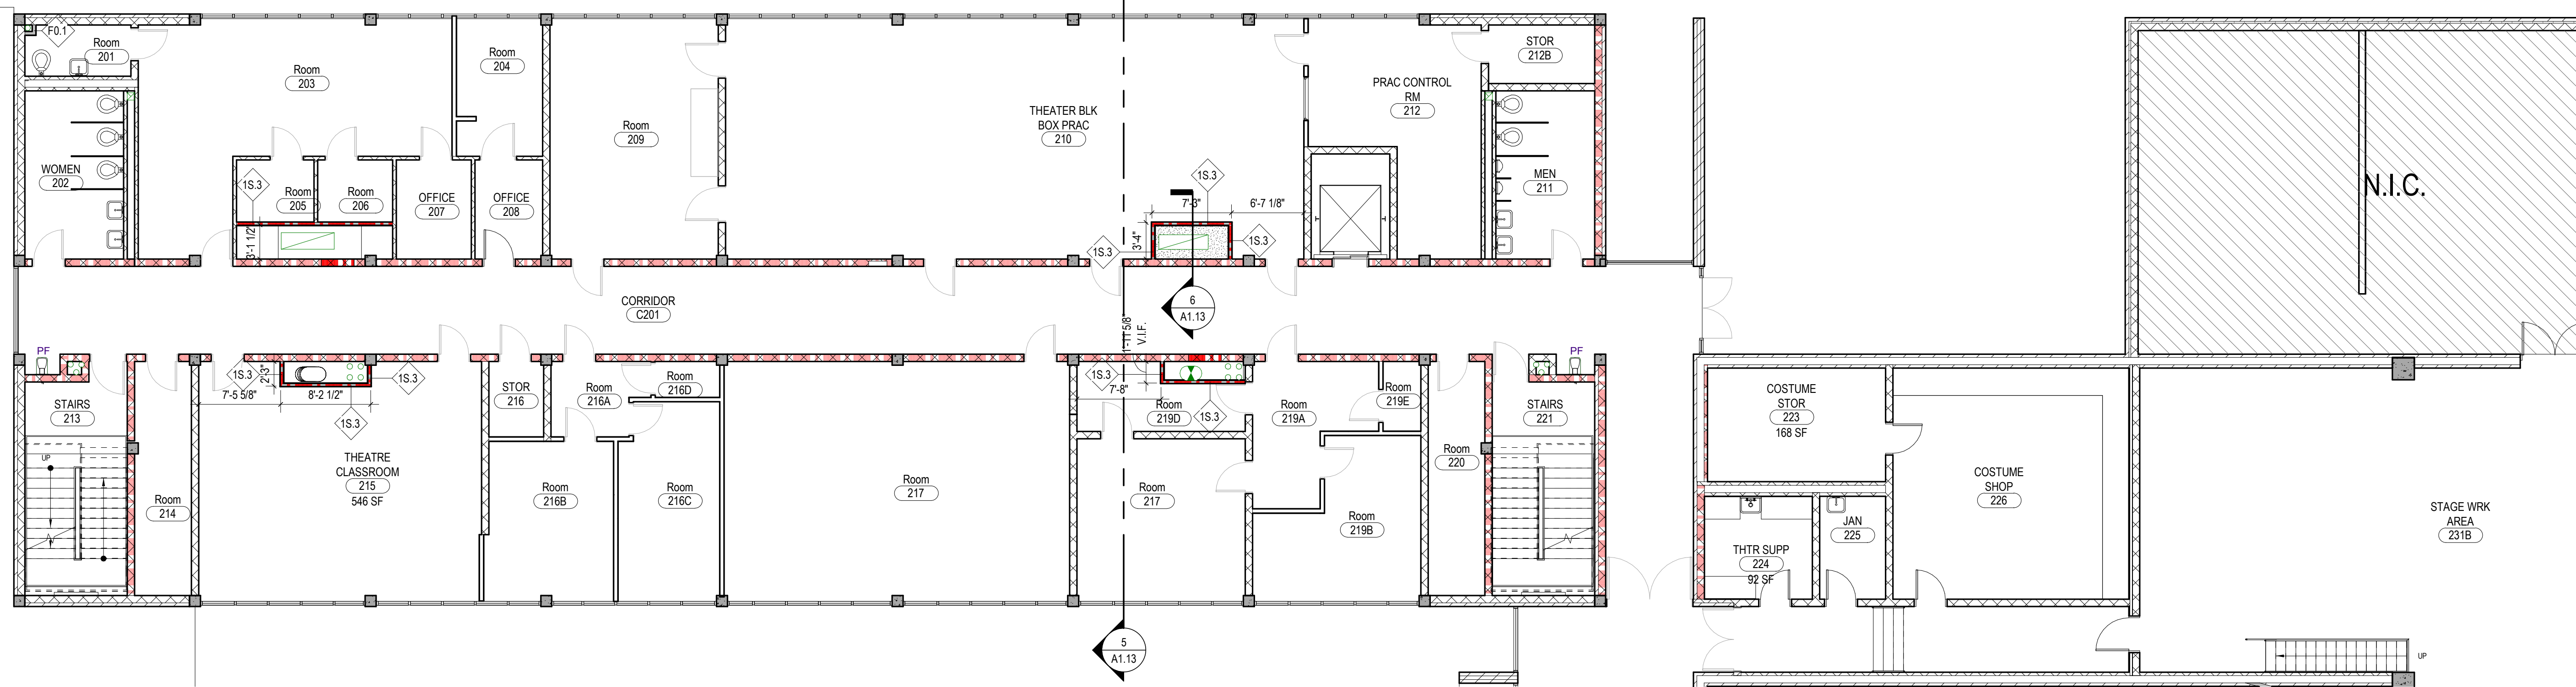 F0.1
Room
201
Room
203
Room
204
Room
209
THEATER BLK
BOX PRAC
210
PRAC CONTROL
RM
212
STOR
212B
N.I.C.
WOMEN
202
1S.3
Room
205
Room
206
OFFICE
207
OFFICE
208
3'-1 1/2"
1S.3
7'-3"
6'-7 1/8"
3'-4"
1S.3
1S.3
MEN
211
CORRIDOR
C201
6
A1.13
1'-11 5/8"
V.I.F.
PF
STAIRS
213
UP
Room
214
1S.3
2'-3"
7'-5 5/8"
8'-2 1/2"
1S.3
1S.3
THEATRE
CLASSROOM
215
546 SF
STOR
216
Room
216A
Room
216D
Room
216B
Room
216C
Room
217
1S.3
7'-8"
Room
219D
1S.3
Room
217
Room
219A
Room
219E
Room
219B
Room
220
PF
STAIRS
221
COSTUME
STOR
223
168 SF
COSTUME
SHOP
226
THTR SUPP
224
92 SF
JAN
225
STAGE WRK
AREA
231B
UP
5
A1.13